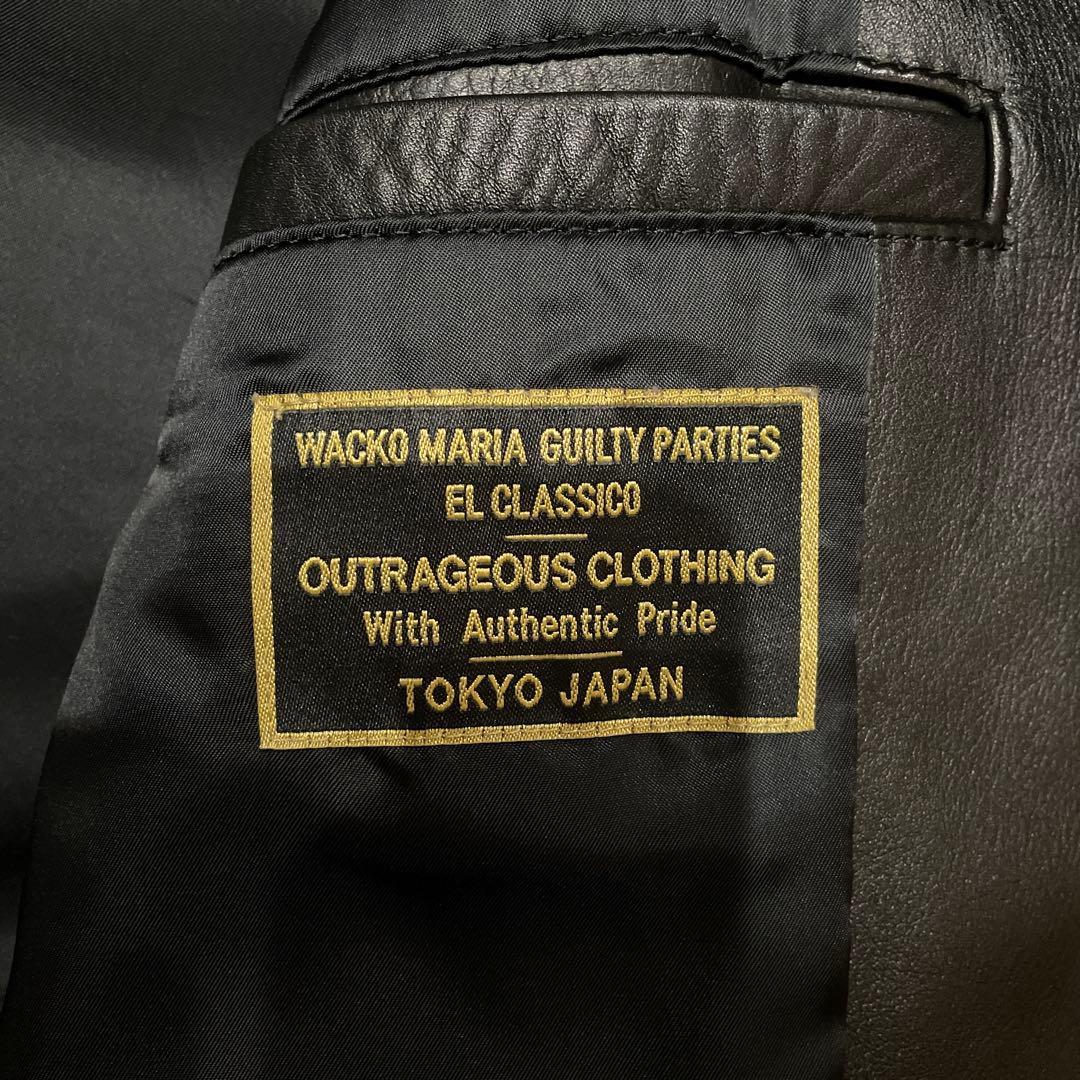 WACKO MARIA GUILTY PARTIES
EL CLASSICO
OUTRAGEOUS CLOTHING
With Authentic Pride
TOKYO JAPAN